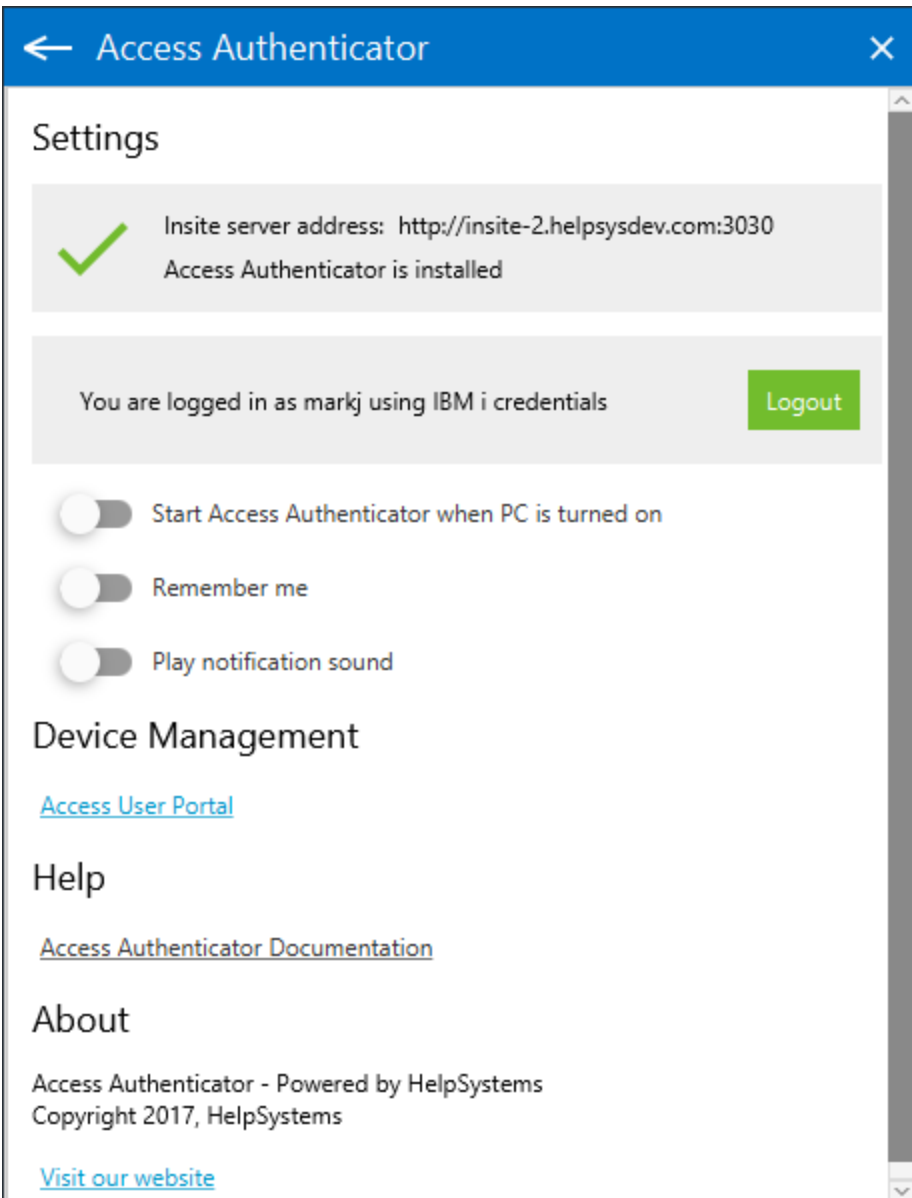 Access Authenticator
Settings
Insite server address: http://insite-2.helpsysdev.com:3030
Access Authenticator is installed
You are logged in as markj using IBM i credentials
Logout
Start Access Authenticator when PC is turned on
Remember me
Play notification sound
Device Management
Access User Portal
Help
Access Authenticator Documentation
About
Access Authenticator - Powered by HelpSystems
Copyright 2017, HelpSystems
Visit our website